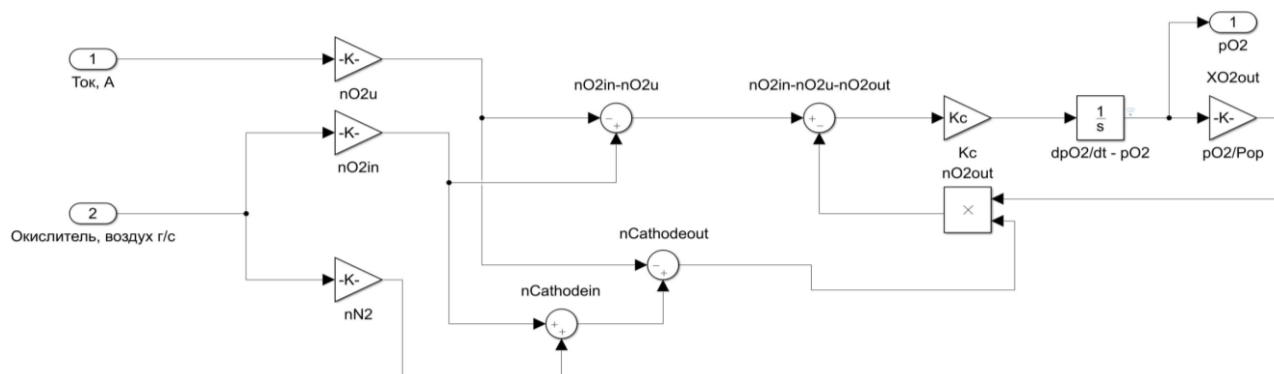 1
Ток, А
-K-
nO2u
-K-
nO2in
2
Окислитель, воздух г/с
-K-
nN2
nO2in-nO2u
- +
nCathodein
+ +
nCathodeout
- +
nO2in-nO2u-nO2out
+ -
Kc
Kc
nO2out
×
1
s
dpO2/dt - pO2
1
pO2
XO2out
-K-
pO2/Pop